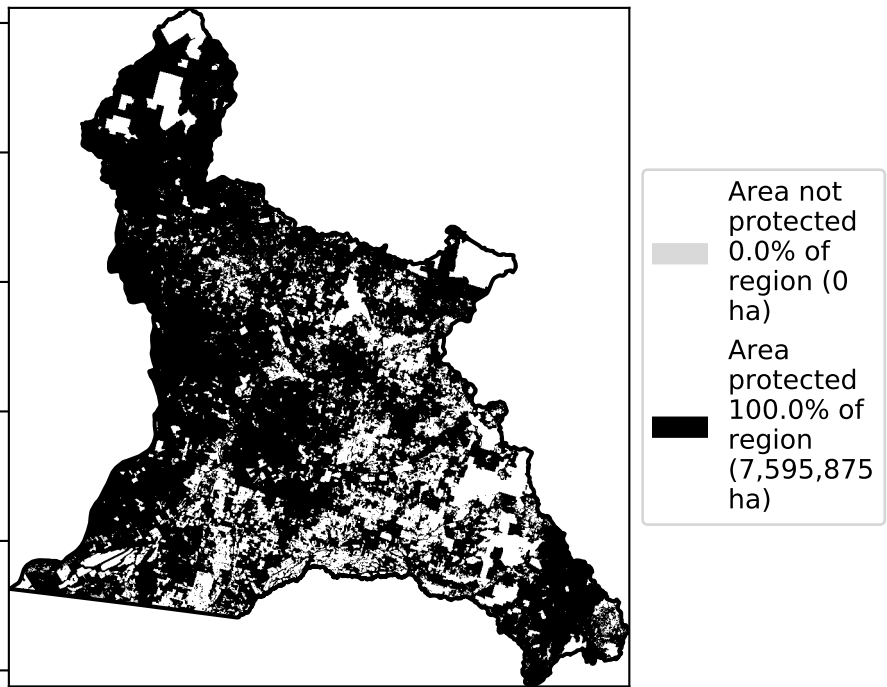 Area not
protected
0.0% of
region (0
ha)
Area
protected
100.0% of
region
(7,595,875
ha)